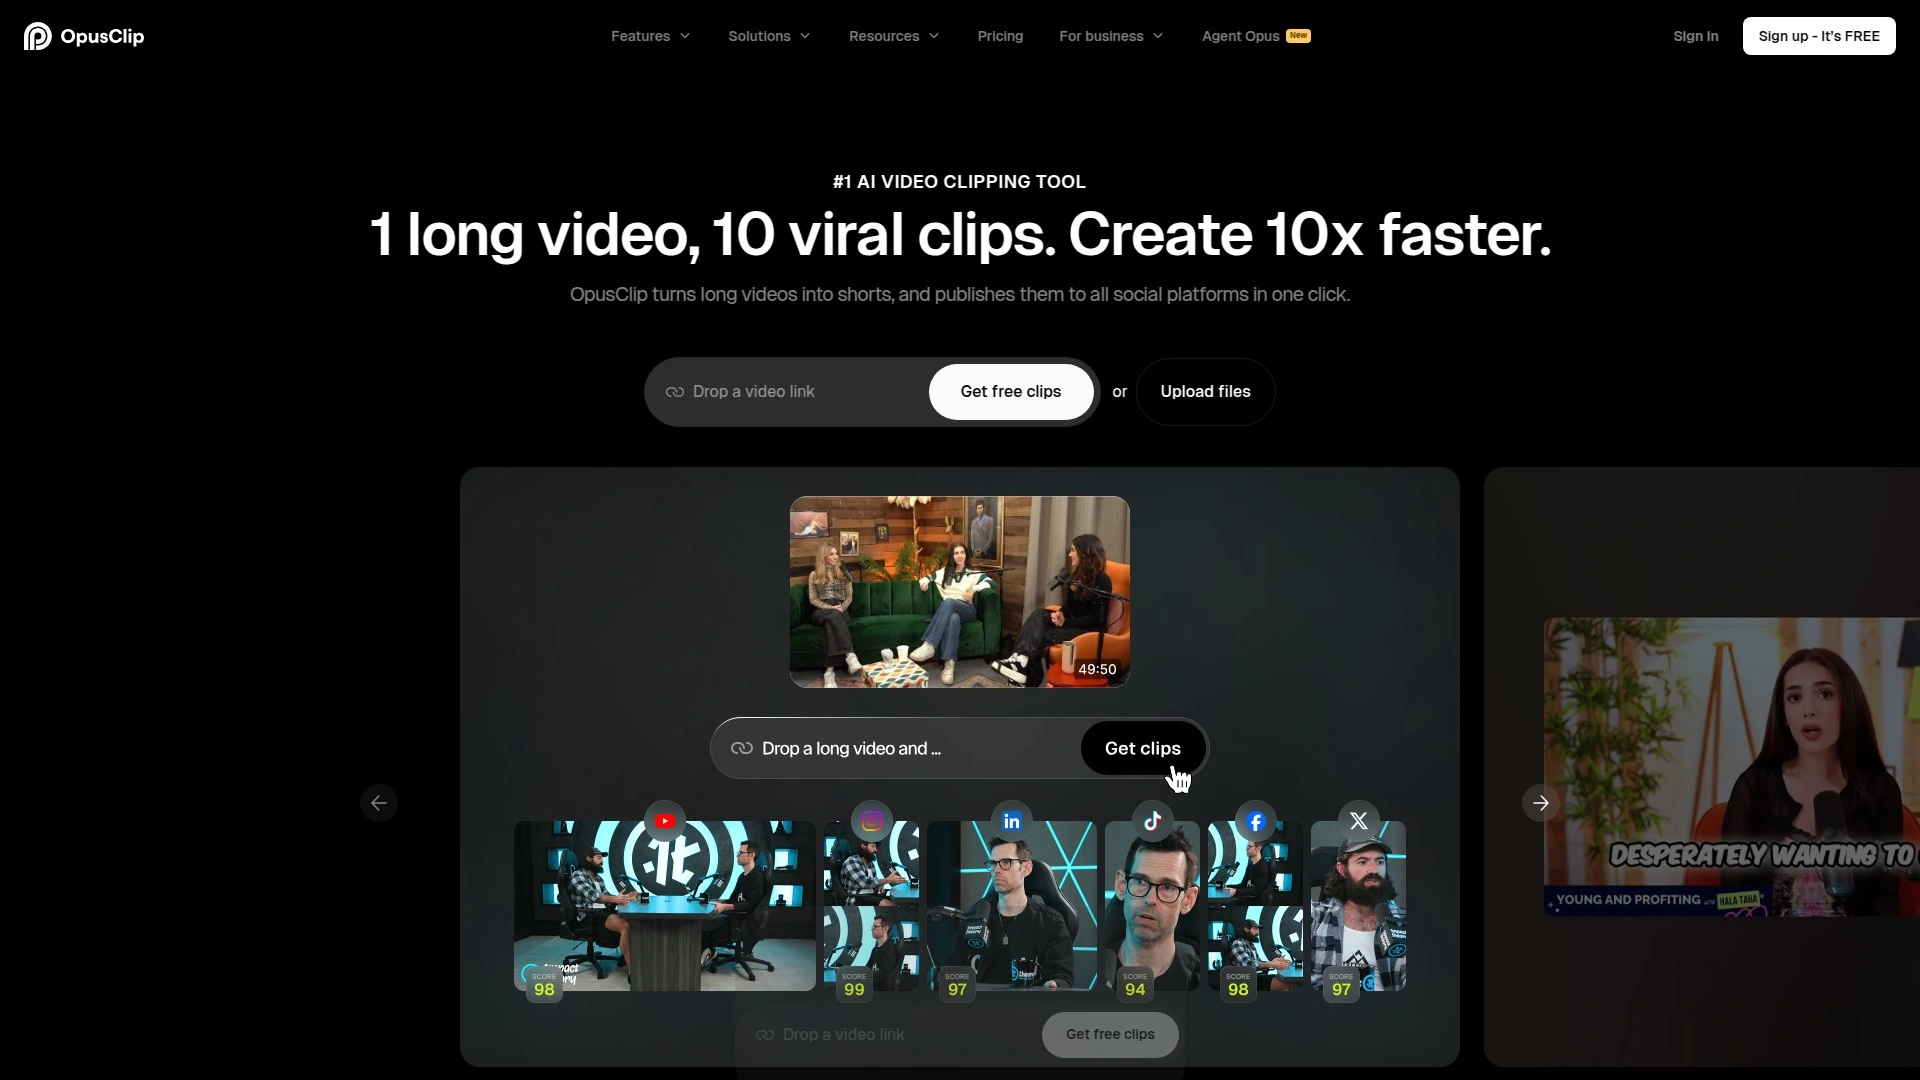 OpusClip
Features
Solutions
Resources
Pricing
For business
Agent Opus New
Sign in
Sign up - It's FREE
#1 AI VIDEO CLIPPING TOOL
1 long video, 10 viral clips. Create 10x faster.
OpusClip turns long videos into shorts, and publishes them to all social platforms in one click.
Drop a video link
Get free clips
or
Upload files
49:50
Drop a long video and ...
Get clips
DESPERATELY WANTING TO
YOUNG AND PROFITING
HALA TAHA
SCORE
98
SCORE
99
SCORE
97
SCORE
94
SCORE
98
SCORE
97
Drop a video link
Get free clips